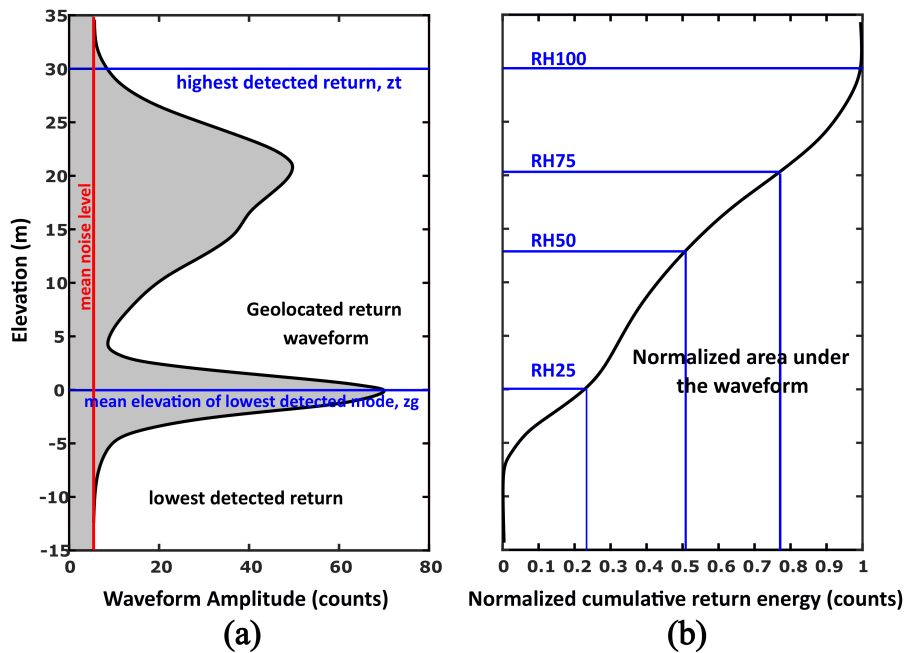 35
30
25
20
15
10
5
0
-5
-10
-15
0
20
40
60
80
Elevation (m)
Waveform Amplitude (counts)
mean noise level
highest detected return, zt
Geolocated return
waveform
mean elevation of lowest detected mode, zg
lowest detected return
(a)
RH100
RH75
RH50
RH25
Normalized area under
the waveform
0
0.1
0.2
0.3
0.4
0.5
0.6
0.7
0.8
0.9
1
Normalized cumulative return energy (counts)
(b)